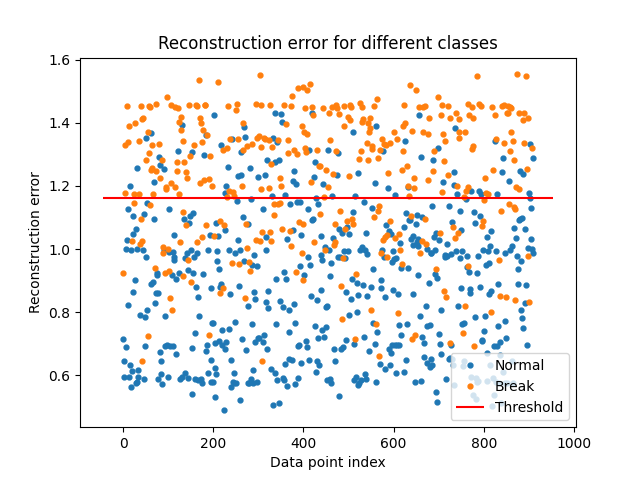 Reconstruction error for different classes
Reconstruction error
1.6
1.4
1.2
1.0
0.8
0.6
Normal
Break
Threshold
0
200
400
600
800
1000
Data point index